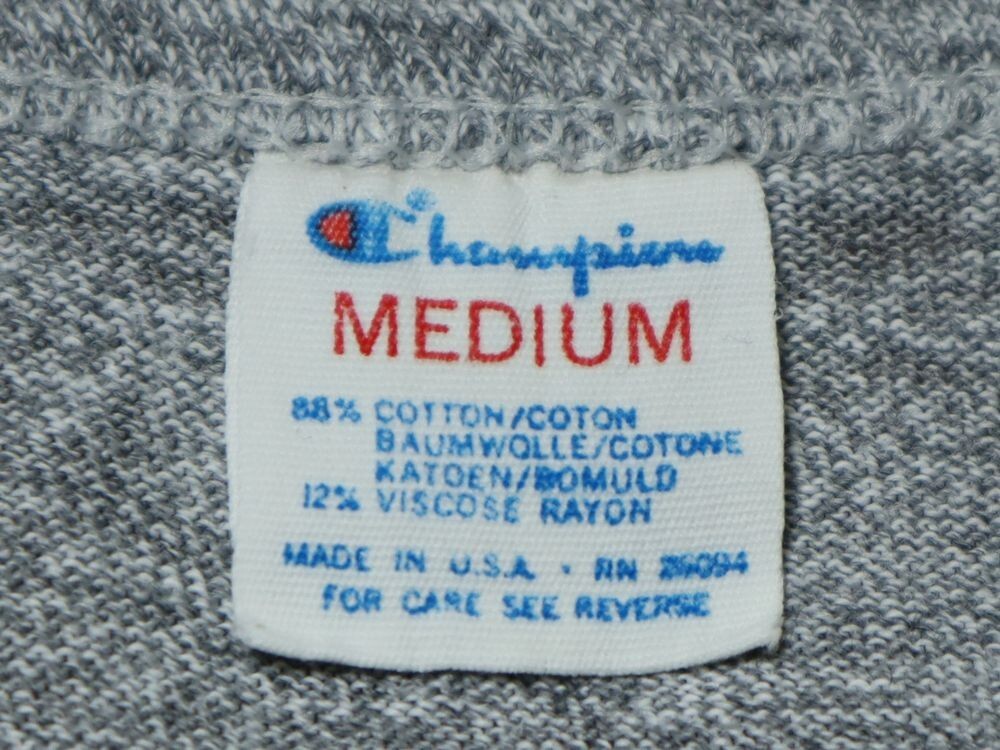 Champion®
MEDIUM
88% COTTON/COTON
BAUMWOLLE/COTONE
KATOEN/BOMULD
12% VISCOSE RAYON
MADE IN U.S.A. • RN 26094
FOR CARE SEE REVERSE